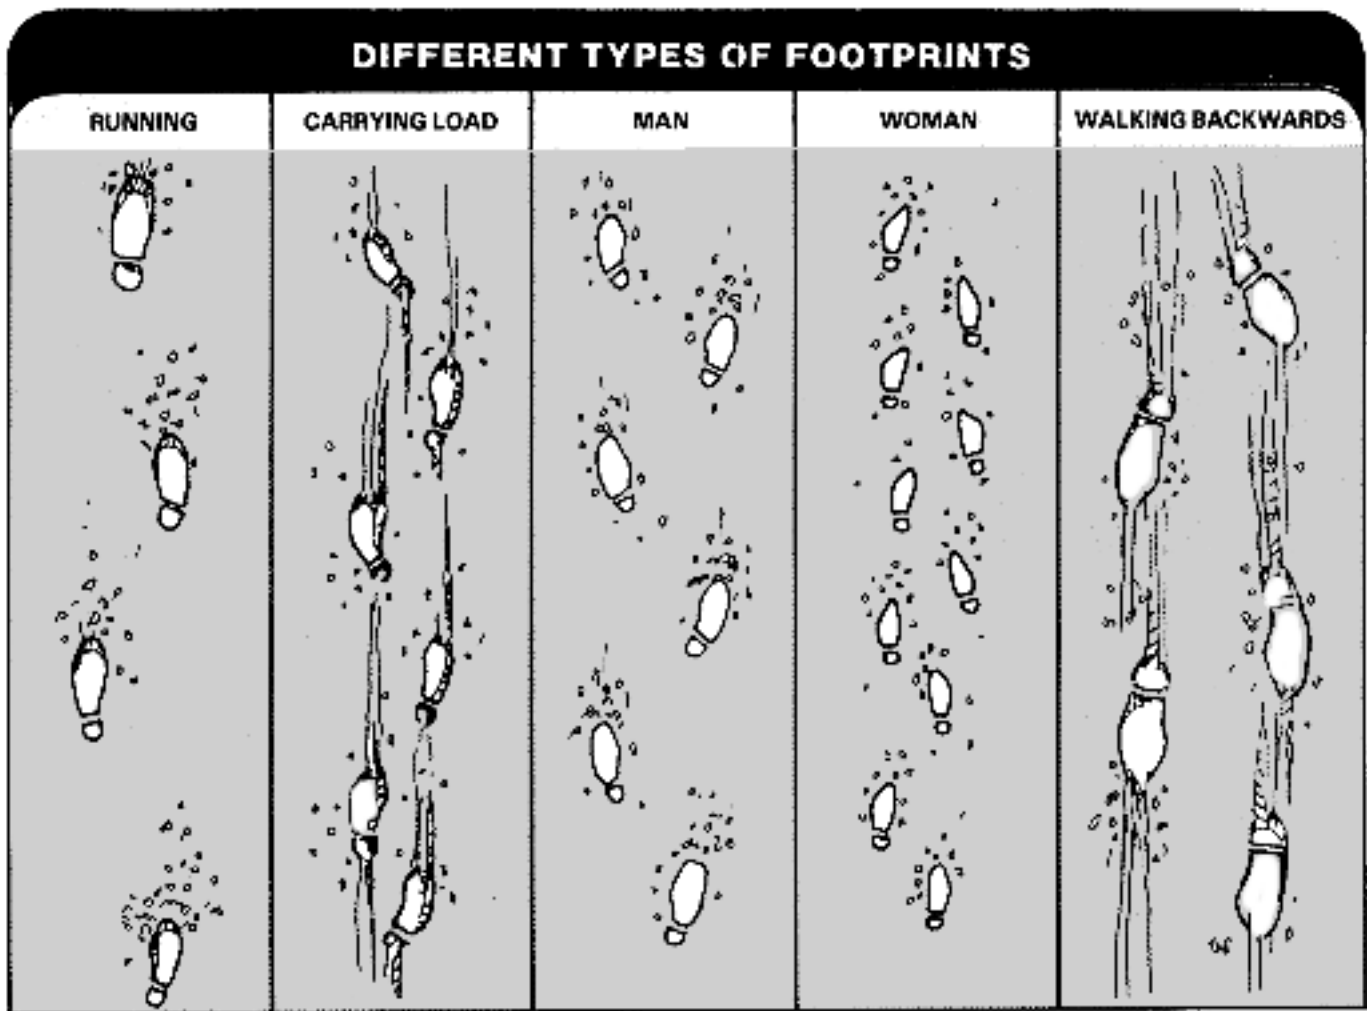 DIFFERENT TYPES OF FOOTPRINTS
RUNNING
CARRYING LOAD
MAN
WOMAN
WALKING BACKWARDS